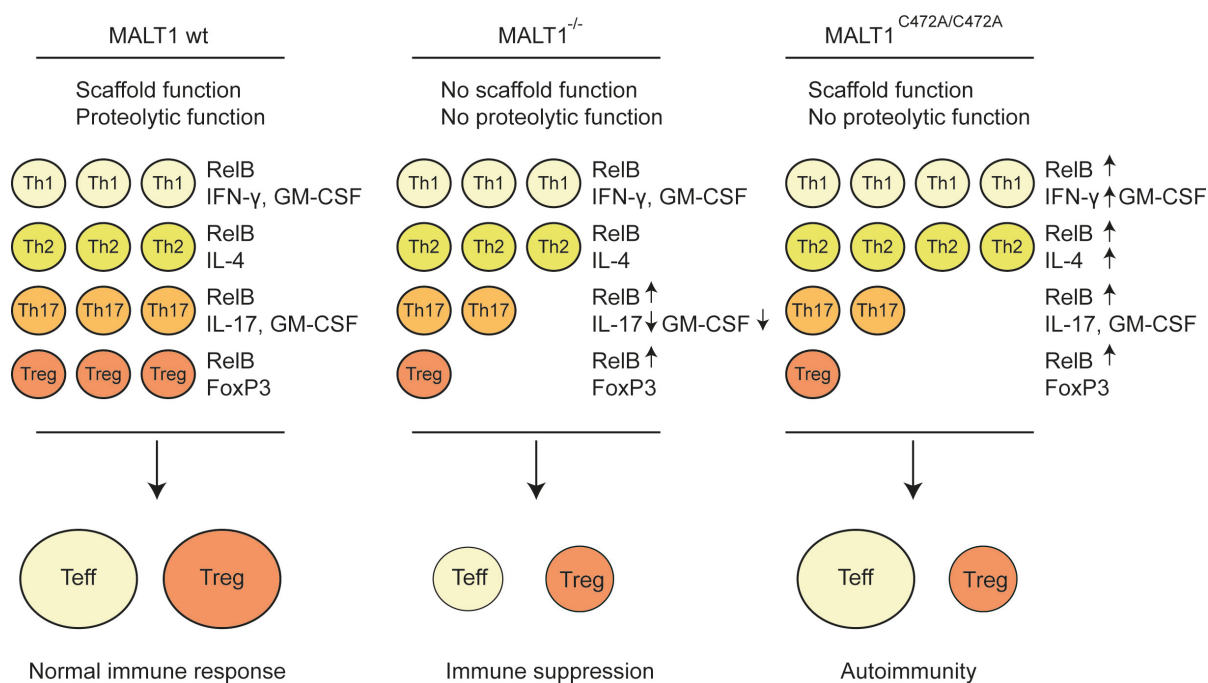 MALT1 wt
Scaffold function
Proteolytic function
Th1 Th1 Th1 RelB
IFN-γ, GM-CSF
Th2 Th2 Th2 RelB
IL-4
Th17 Th17 Th17 RelB
IL-17, GM-CSF
Treg Treg Treg RelB
FoxP3
Teff Treg
Normal immune response
MALT1-/-
No scaffold function
No proteolytic function
Th1 Th1 Th1 RelB
IFN-γ, GM-CSF
Th2 Th2 Th2 RelB
IL-4
Th17 Th17 RelB ↑
IL-17 ↓ GM-CSF ↓
Treg RelB ↑
FoxP3
Teff Treg
Immune suppression
MALT1 C472A/C472A
Scaffold function
No proteolytic function
Th1 Th1 Th1 Th1 RelB ↑
IFN-γ ↑ GM-CSF
Th2 Th2 Th2 Th2 RelB ↑
IL-4 ↑
Th17 Th17 RelB ↑
IL-17, GM-CSF
Treg RelB ↑
FoxP3
Teff Treg
Autoimmunity